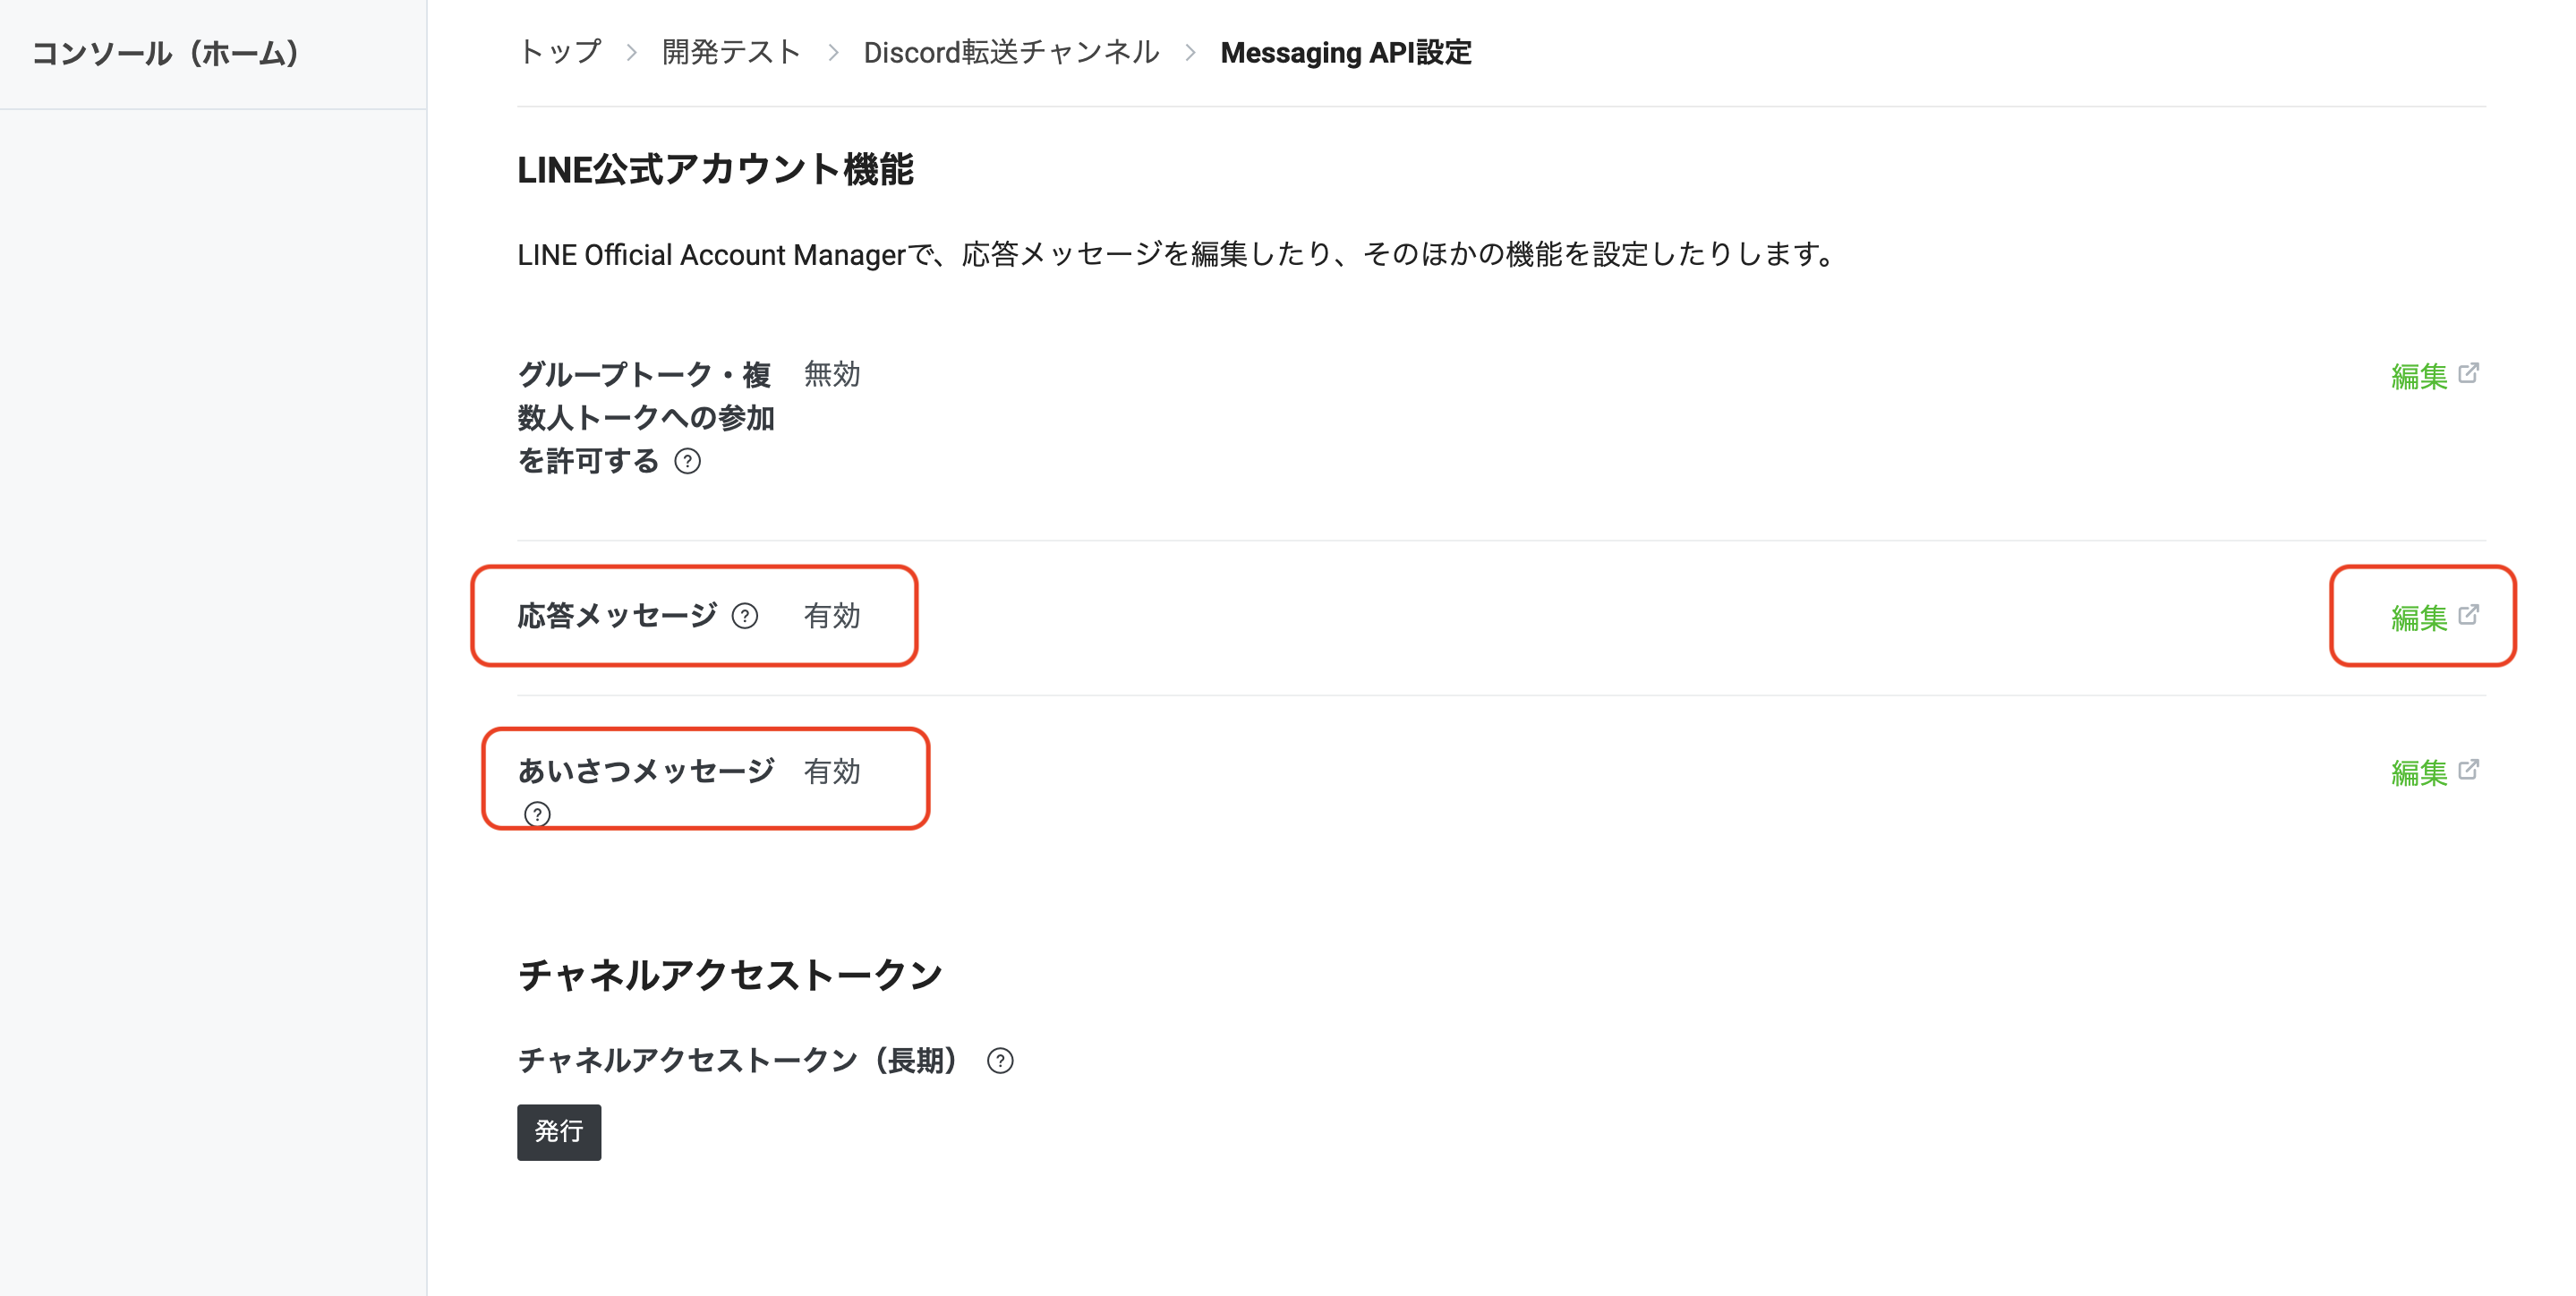 コンソール（ホーム）
トップ > 開発テスト > Discord転送チャンネル > Messaging API設定
LINE公式アカウント機能
LINE Official Account Managerで、応答メッセージを編集したり、そのほかの機能を設定したりします。
グループトーク・複 無効 編集
数人トークへの参加
を許可する ?
応答メッセージ ? 有効 編集
あいさつメッセージ 有効 編集
?
チャネルアクセストークン
チャネルアクセストークン（長期） ?
発行